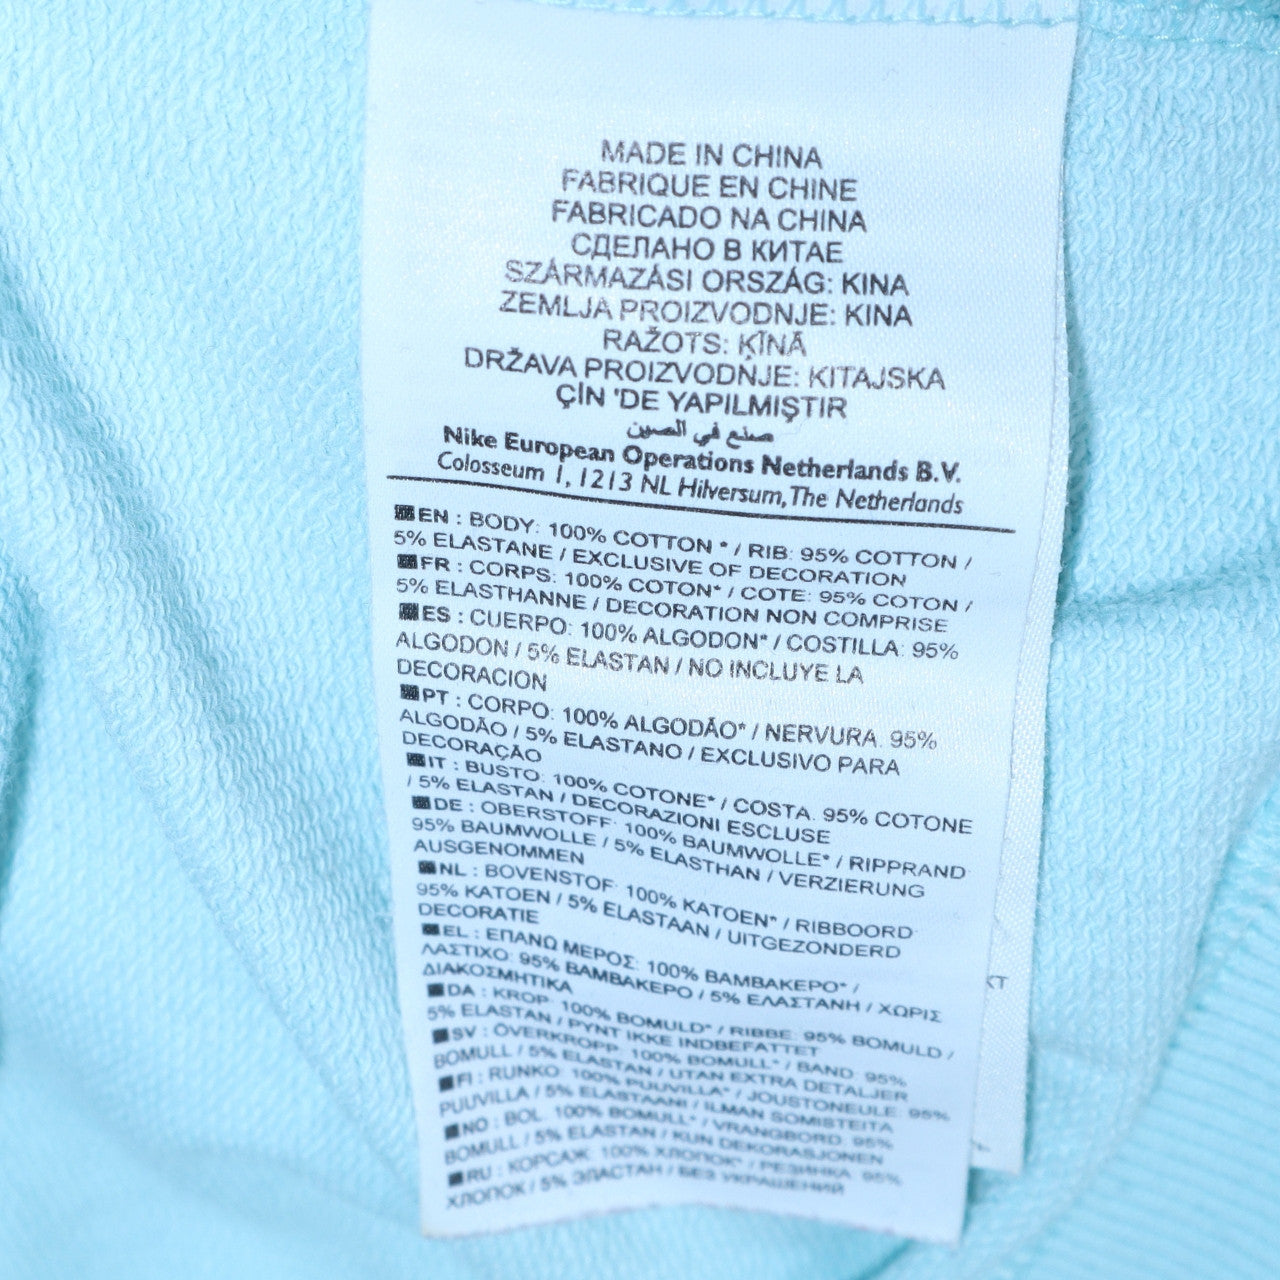 MADE IN CHINA
FABRIQUE EN CHINE
FABRICADO NA CHINA
СДЕЛАНО В КИТАЕ
SZÁRMAZÁSI ORSZÁG: KINA
ZEMLJA PROIZVODNJE: KINA
RAŽOTS: ĶĪNĀ
DRŽAVA PROIZVODNJE: KITAJSKA
ÇİN 'DE YAPILMIŞTIR
صنع في الصين
Nike European Operations Netherlands B.V.
Colosseum 1, 1213 NL Hilversum, The Netherlands
EN : BODY: 100% COTTON * / RIB: 95% COTTON /
5% ELASTANE / EXCLUSIVE OF DECORATION
FR : CORPS: 100% COTON* / COTE: 95% COTON /
5% ELASTHANNE / DECORATION NON COMPRISE
ES : CUERPO: 100% ALGODON* / COSTILLA: 95%
ALGODON / 5% ELASTAN / NO INCLUYE LA
DECORACION
PT : CORPO: 100% ALGODÃO* / NERVURA: 95%
ALGODÃO / 5% ELASTANO / EXCLUSIVO PARA
DECORAÇÃO
IT : BUSTO: 100% COTONE* / COSTA: 95% COTONE
/ 5% ELASTAN / DECORAZIONI ESCLUSE
DE : OBERSTOFF: 100% BAUMWOLLE* / RIPPRAND:
95% BAUMWOLLE / 5% ELASTHAN / VERZIERUNG
AUSGENOMMEN
NL : BOVENSTOF: 100% KATOEN* / RIBBOORD:
95% KATOEN / 5% ELASTAAN / UITGEZONDERD
DECORATIE
EL : ΕΠΑΝΩ ΜΕΡΟΣ: 100% ΒΑΜΒΑΚΕΡΟ* /
ΛΑΣΤΙΧΟ: 95% ΒΑΜΒΑΚΕΡΟ / 5% ΕΛΑΣΤΑΝΗ / ΧΩΡΙΣ
ΔΙΑΚΟΣΜΗΤΙΚΑ
DA : KROP: 100% BOMULD* / RIBBE: 95% BOMULD /
5% ELASTAN / PYNT IKKE INDBEFATTET
SV : ÖVERKROPP: 100% BOMULL* / BAND: 95%
BOMULL / 5% ELASTAN / UTAN EXTRA DETALJER
FI : RUNKO: 100% PUUVILLA* / JOUSTONEULE: 95%
PUUVILLA / 5% ELASTAANI / ILMAN SOMISTEITA
NO : BOL: 100% BOMULL* / VRANGBORD: 95%
BOMULL / 5% ELASTAN / KUN DEKORASJONEN
RU : КОРСАЖ: 100% ХЛОПОК* / РЕЗИНКА: 95%
ХЛОПОК / 5% ЭЛАСТАН / БЕЗ УКРАШЕНИЙ